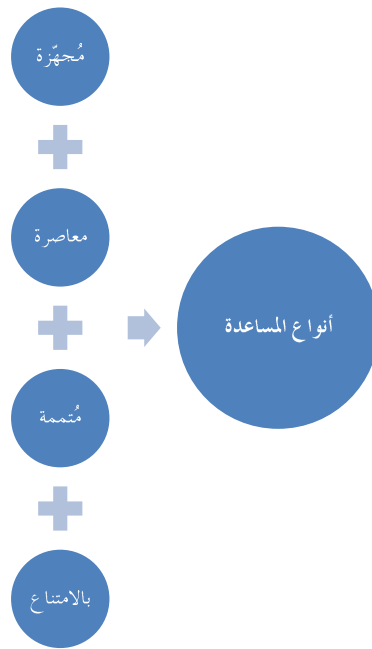 مُجهّزة
معاصرة
مُتممة
بالامتناع
أنواع المساعدة